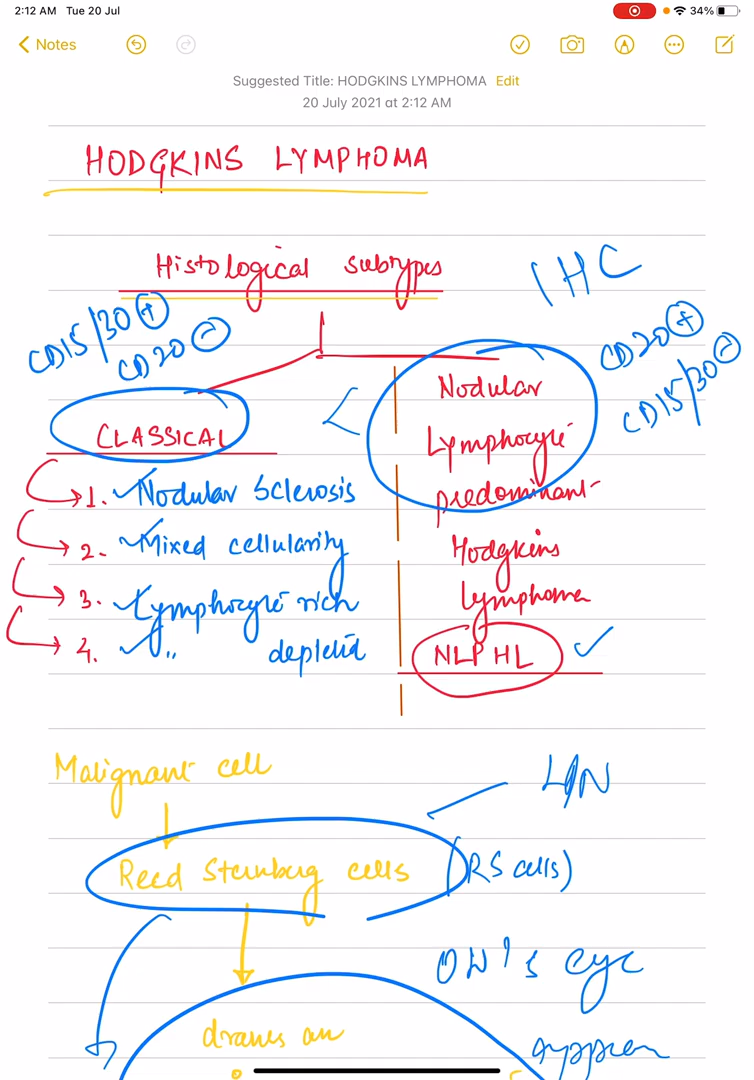 2:12 AM Tue 20 Jul
34%
Notes
Suggested Title: HODGKINS LYMPHOMA Edit
20 July 2021 at 2:12 AM
HODGKINS LYMPHOMA
Histological subtypes
IHC
CD15/30 +
CD20 -
CD20 +
CD15/30 -
CLASSICAL
1. Nodular Sclerosis
2. Mixed cellularity
3. Lymphocyte rich
4. " depleted
Nodular
Lymphocyte
predominant
Hodgkins
lymphoma
NLPHL
Malignant cell
L/N
Reed Sternberg cells (RS cells)
OWL's eye
draws an